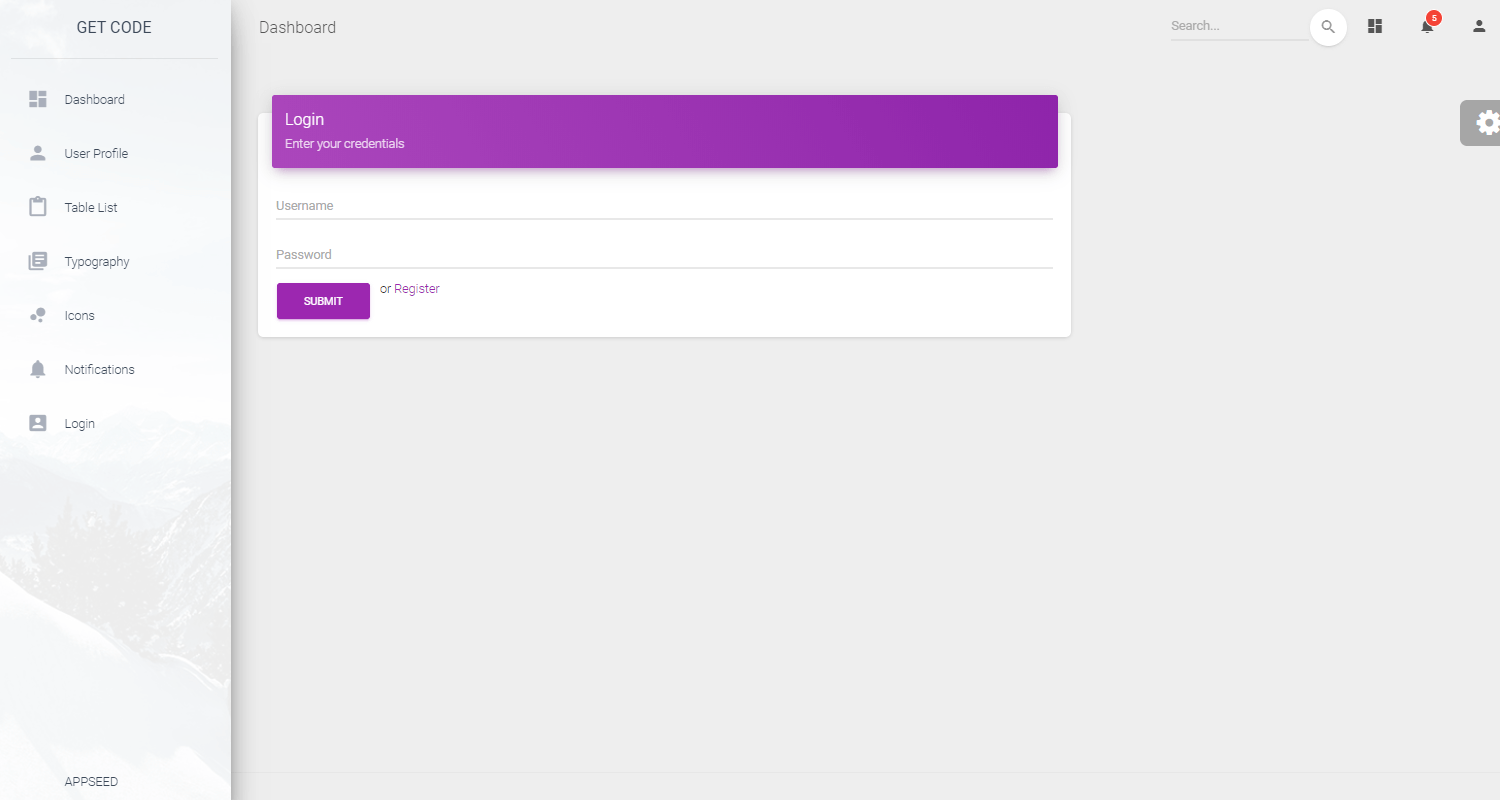 GET CODE
Dashboard
User Profile
Table List
Typography
Icons
Notifications
Login
APPSEED
Dashboard
Search...
5
Login
Enter your credentials
Username
Password
SUBMIT
or Register